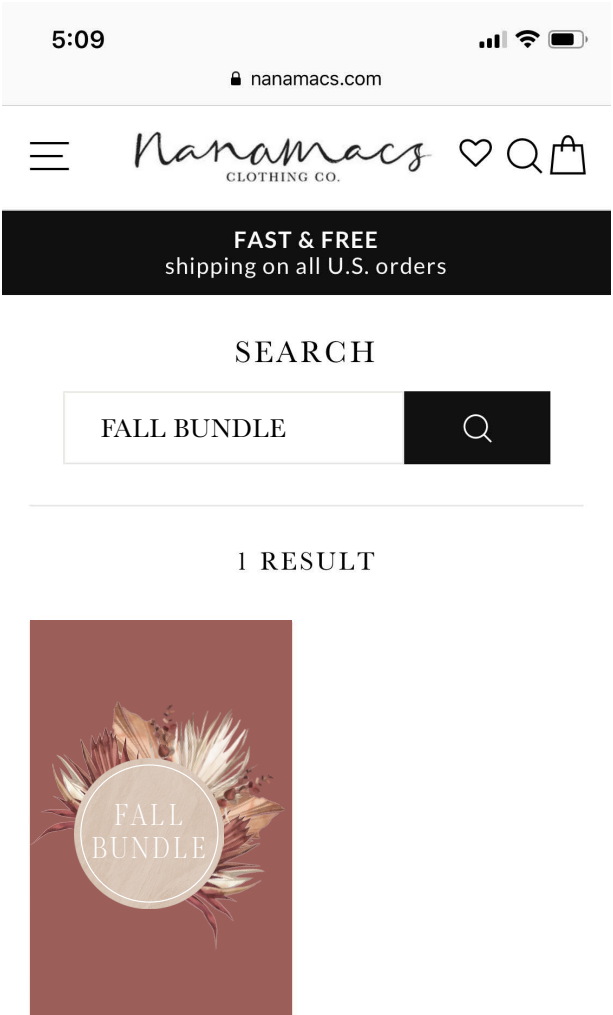 5:09
nanamacs.com
Nanamacs
CLOTHING CO.
FAST & FREE
shipping on all U.S. orders
SEARCH
FALL BUNDLE
1 RESULT
FALL
BUNDLE